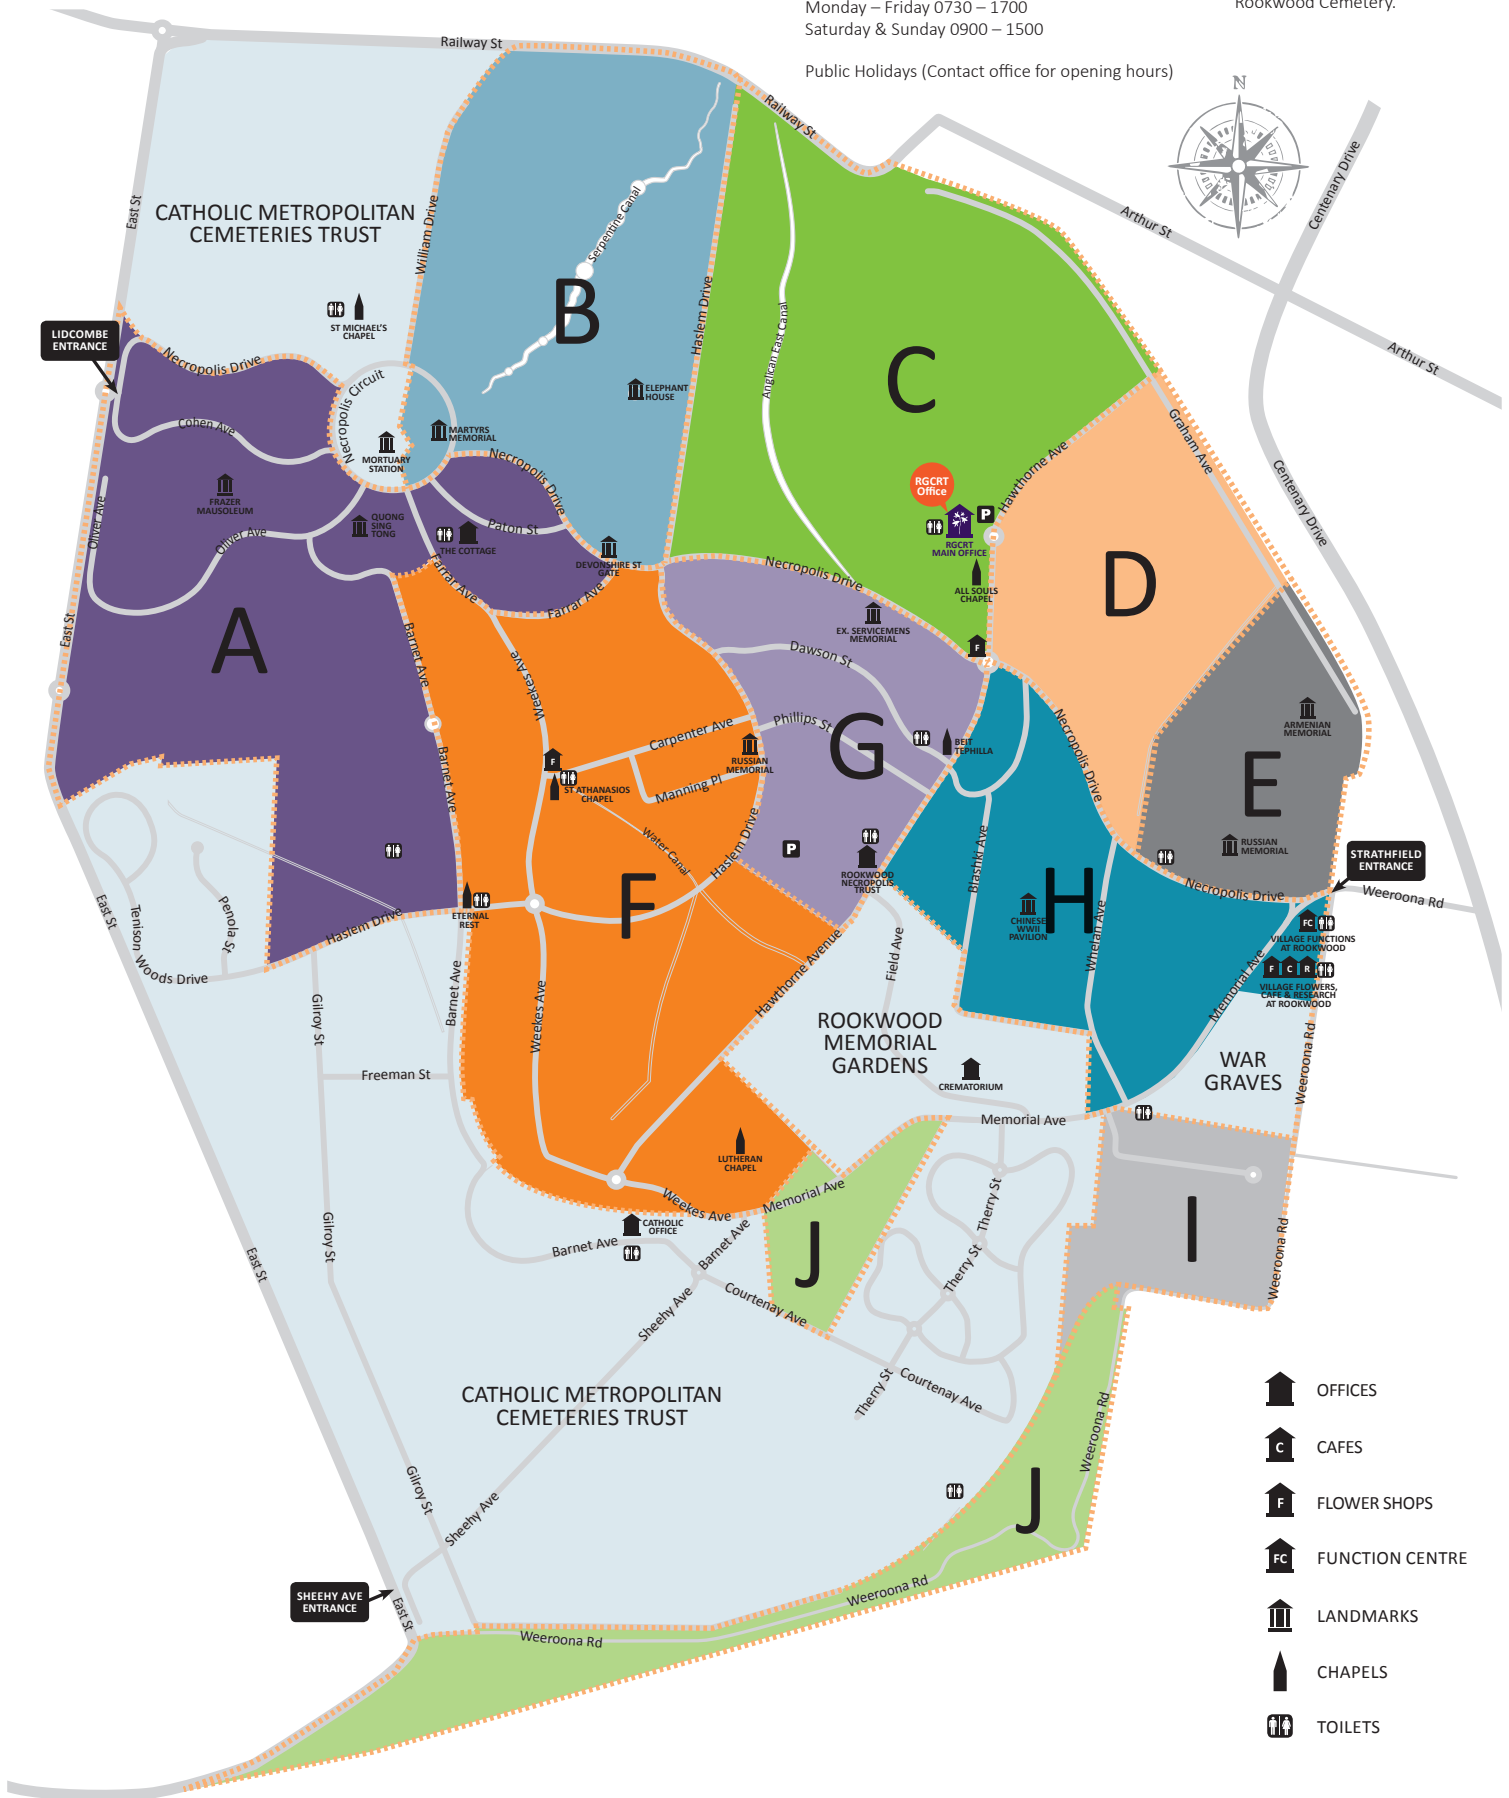 Monday – Friday 0730 – 1700
Saturday & Sunday 0900 – 1500
Public Holidays (Contact office for opening hours)
Rookwood Cemetery.
N
Railway St
Railway St
Arthur St
Arthur St
Centenary Drive
Centenary Drive
East St
CATHOLIC METROPOLITAN
CEMETERIES TRUST
William Drive
Serpentine Canal
B
Haslem Drive
Anglican East Canal
C
ST MICHAEL'S
CHAPEL
LIDCOMBE
ENTRANCE
Necropolis Drive
Necropolis Circuit
ELEPHANT
HOUSE
Cohen Ave
MARTYRS
MEMORIAL
MORTUARY
STATION
Necropolis Drive
Graham Ave
Hawthorne Ave
RGCRT
Office
P
RGCRT
MAIN OFFICE
FRAZER
MAUSOLEUM
Oliver Ave
Oliver Ave
QUONG
SING
TONG
THE COTTAGE
Paton St
DEVONSHIRE ST
GATE
Farrar Ave
Farrar Ave
Necropolis Drive
ALL SOULS
CHAPEL
D
EX. SERVICEMENS
MEMORIAL
F
East St
A
Barnet Ave
Weekes Ave
Dawson St
Carpenter Ave
Phillips St
G
BEIT
TEPHILLA
Necropolis Drive
ARMENIAN
MEMORIAL
E
RUSSIAN
MEMORIAL
F
ST ATHANASIOS
CHAPEL
Manning Pl
RUSSIAN
MEMORIAL
Barnet Ave
Water Canal
Haslem Drive
P
ROOKWOOD
NECROPOLIS
TRUST
Blashki Ave
H
CHINESE
WWII
PAVILION
Whelan Ave
STRATHFIELD
ENTRANCE
Necropolis Drive
Weeroona Rd
FC
VILLAGE FUNCTIONS
AT ROOKWOOD
F C R
VILLAGE FLOWERS,
CAFE & RESEARCH
AT ROOKWOOD
Memorial Ave
East St
Tenison
Woods Drive
Penola St
Haslem Drive
ETERNAL
REST
F
Hawthorne Avenue
Field Ave
Gilroy St
Barnet Ave
Weekes Ave
ROOKWOOD
MEMORIAL
GARDENS
CREMATORIUM
WAR
GRAVES
Weeroona Rd
Freeman St
Memorial Ave
LUTHERAN
CHAPEL
Weekes Ave
Memorial Ave
CATHOLIC
OFFICE
Barnet Ave
Barnet Ave
J
Therry St
Therry St
I
Weeroona Rd
Gilroy St
East St
Sheehy Ave
Courtenay Ave
Therry St
Courtenay Ave
CATHOLIC METROPOLITAN
CEMETERIES TRUST
Gilroy St
Sheehy Ave
Weeroona Rd
J
SHEEHY AVE
ENTRANCE
East St
Weeroona Rd
Weeroona Rd
OFFICES
C CAFES
F FLOWER SHOPS
FC FUNCTION CENTRE
LANDMARKS
CHAPELS
TOILETS